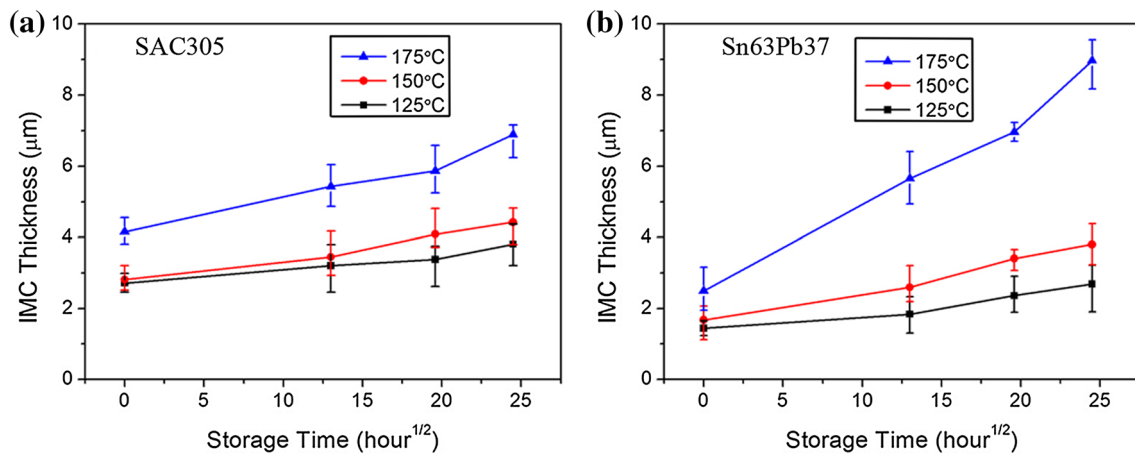 (a)
SAC305
175°C
150°C
125°C
IMC Thickness (μm)
10
8
6
4
2
0
0 5 10 15 20 25
Storage Time (hour1/2)
(b)
Sn63Pb37
175°C
150°C
125°C
IMC Thickness (μm)
10
8
6
4
2
0
0 5 10 15 20 25
Storage Time (hour1/2)